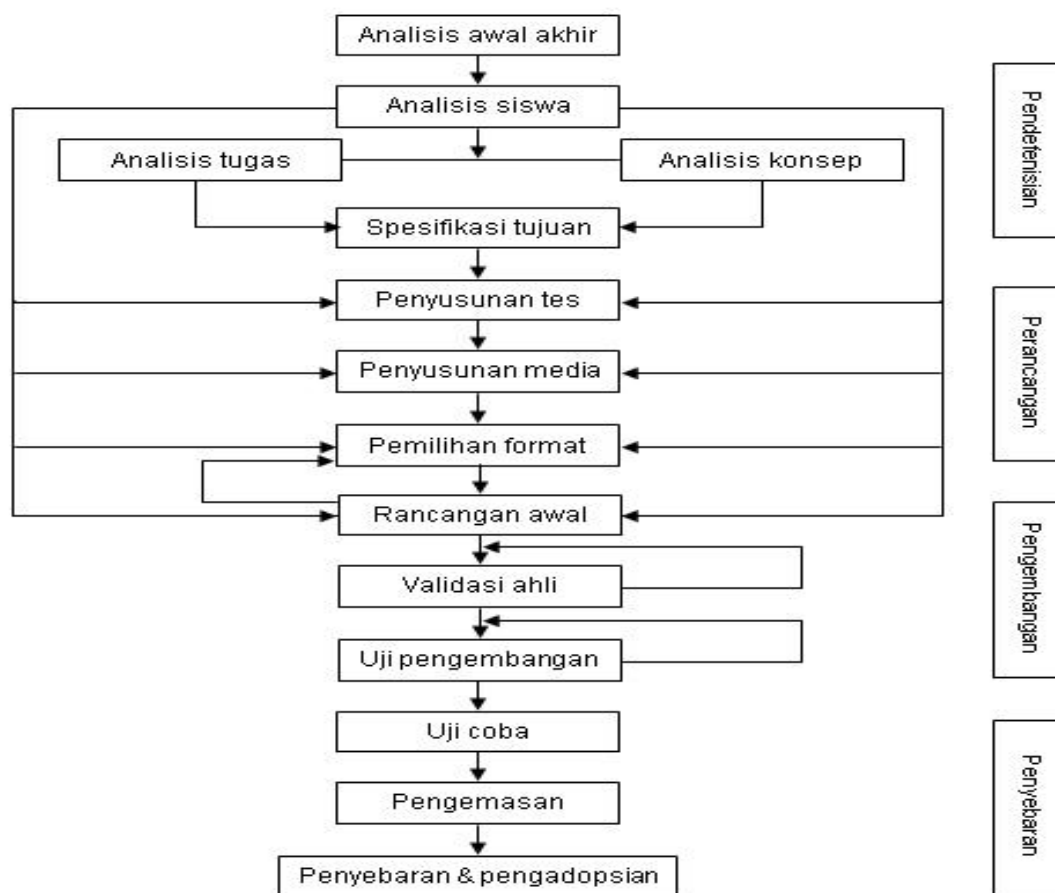 Analisis awal akhir
Analisis siswa
Analisis tugas
Analisis konsep
Spesifikasi tujuan
Penyusunan tes
Penyusunan media
Pemilihan format
Rancangan awal
Validasi ahli
Uji pengembangan
Uji coba
Pengemasan
Penyebaran & pengadopsian
Pendefenisian
Perancangan
Pengembangan
Penyebaran